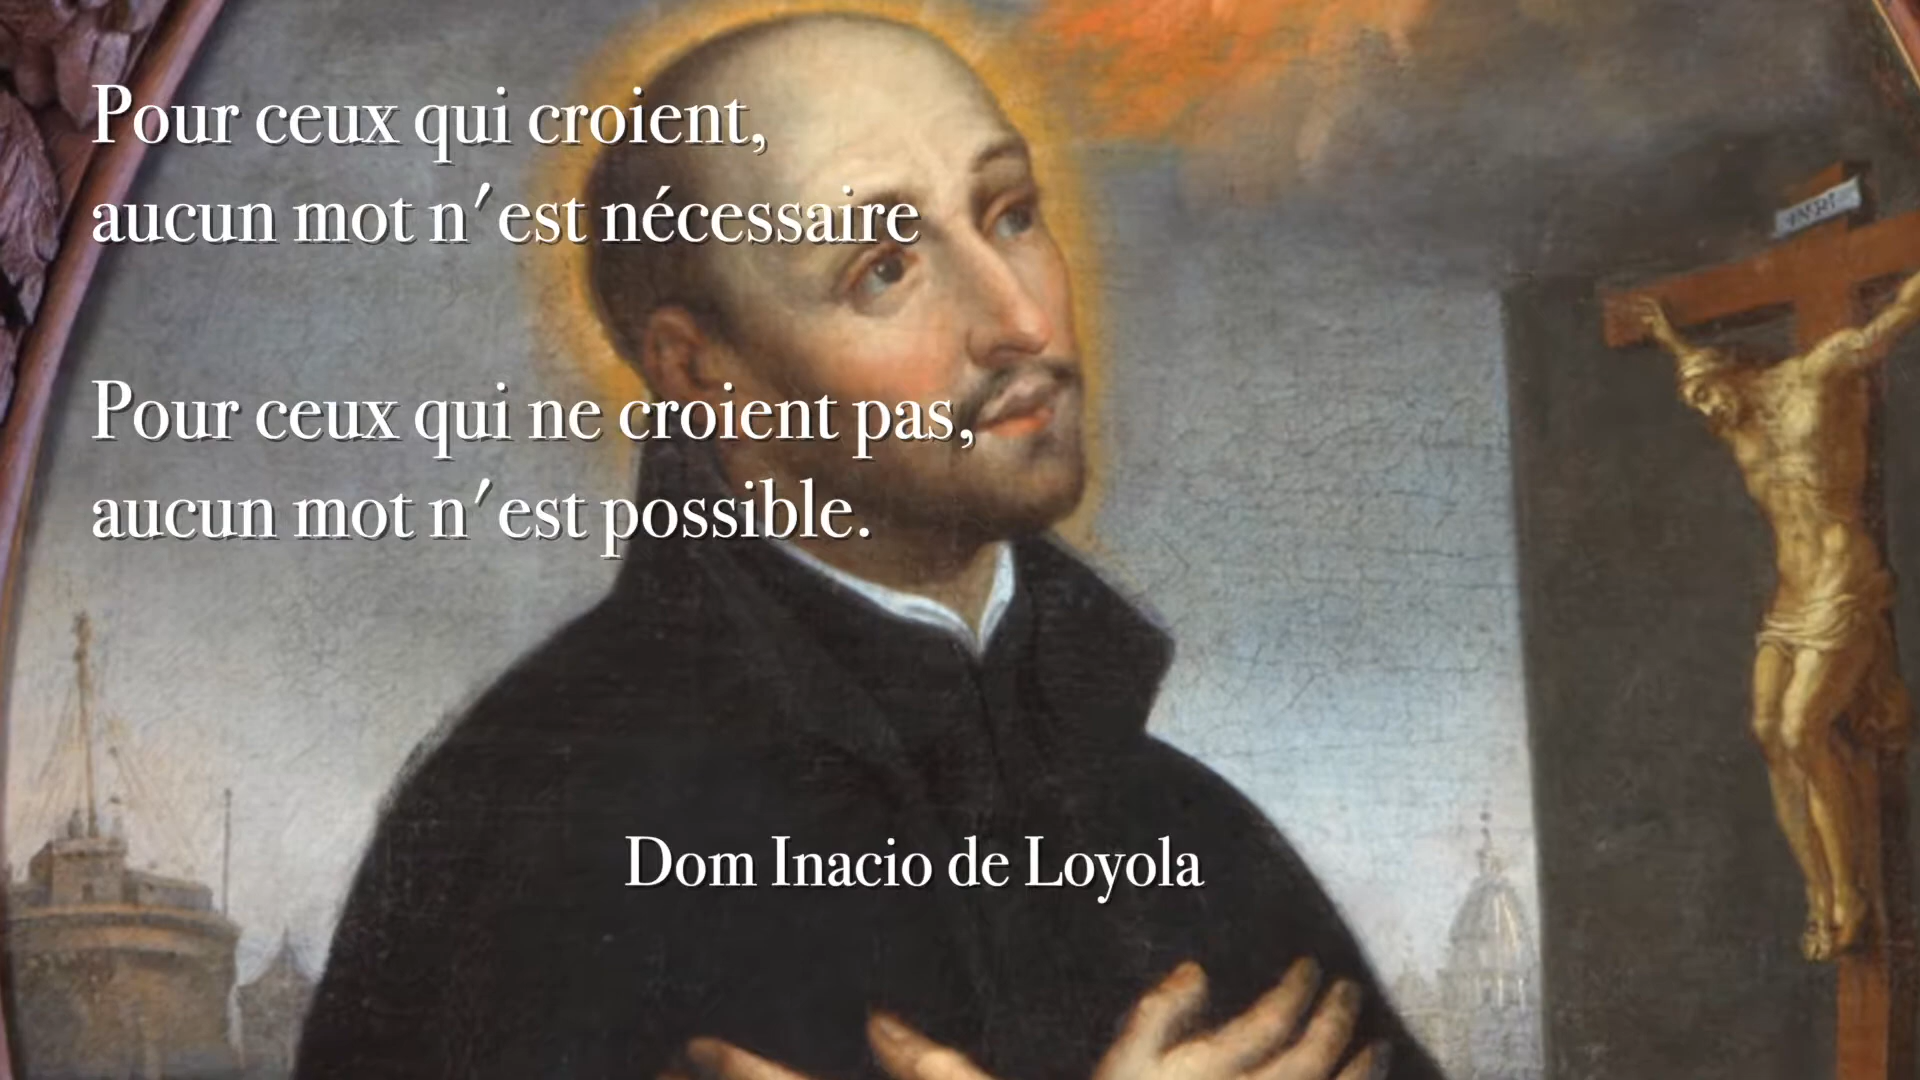 Pour ceux qui croient,
aucun mot n'est nécessaire
Pour ceux qui ne croient pas,
aucun mot n'est possible.
Dom Inacio de Loyola
INRI